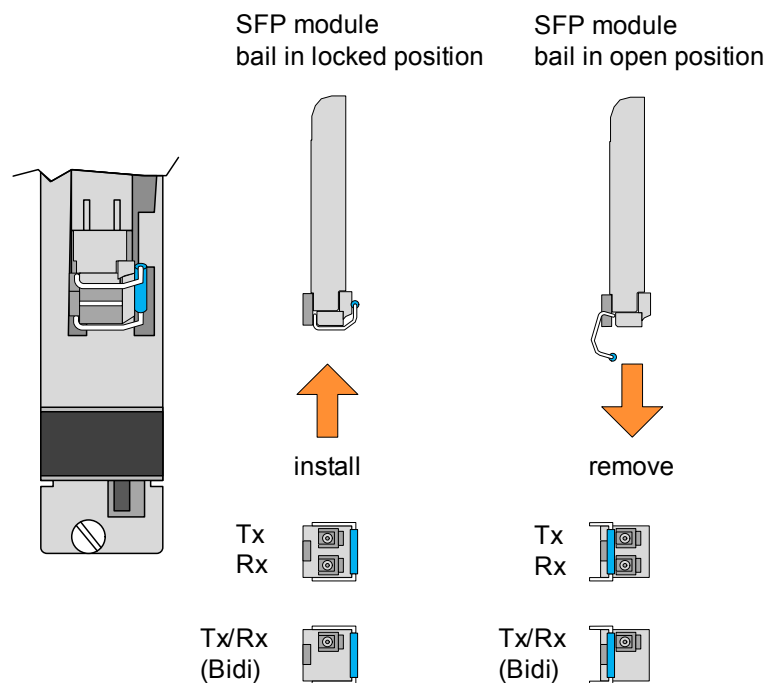 SFP module
bail in locked position
SFP module
bail in open position
install
remove
Tx
Rx
Tx
Rx
Tx/Rx
(Bidi)
Tx/Rx
(Bidi)